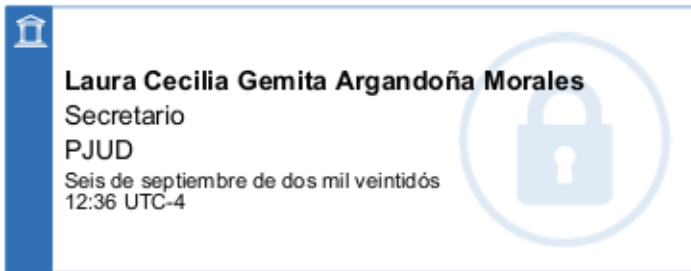 Laura Cecilia Gemita Argandoña Morales
Secretario
PJUD
Seis de septiembre de dos mil veintidós
12:36 UTC-4